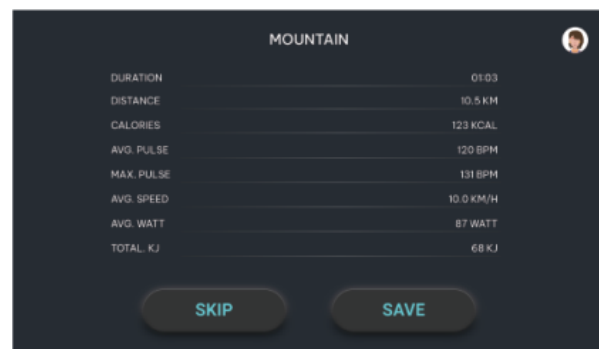 MOUNTAIN
DURATION 01:03
DISTANCE 10.5 KM
CALORIES 123 KCAL
AVG. PULSE 120 BPM
MAX. PULSE 131 BPM
AVG. SPEED 10.0 KM/H
AVG. WATT 87 WATT
TOTAL. KJ 68 KJ
SKIP SAVE